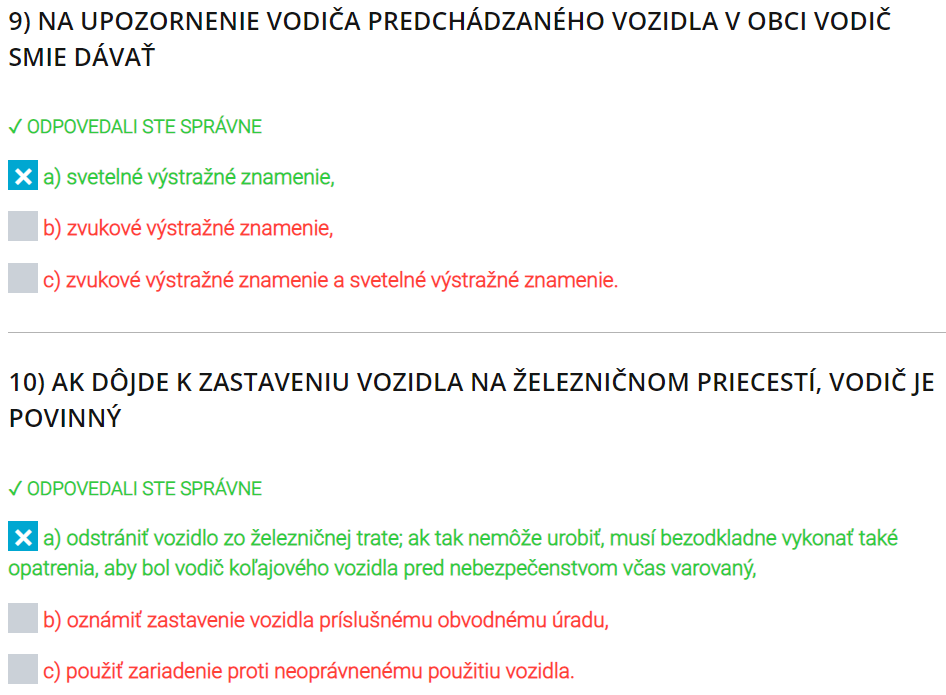 9) NA UPOZORNENIE VODIČA PREDCHÁDZANÉHO VOZIDLA V OBCI VODIČ
SMIE DÁVAŤ
✓ ODPOVEDALI STE SPRÁVNE
a) svetelné výstražné znamenie,
b) zvukové výstražné znamenie,
c) zvukové výstražné znamenie a svetelné výstražné znamenie.
10) AK DÔJDE K ZASTAVENIU VOZIDLA NA ŽELEZNIČNOM PRIECESTÍ, VODIČ JE
POVINNÝ
✓ ODPOVEDALI STE SPRÁVNE
a) odstrániť vozidlo zo železničnej trate; ak tak nemôže urobiť, musí bezodkladne vykonať také
opatrenia, aby bol vodič koľajového vozidla pred nebezpečenstvom včas varovaný,
b) oznámiť zastavenie vozidla príslušnému obvodnému úradu,
c) použiť zariadenie proti neoprávnenému použitiu vozidla.